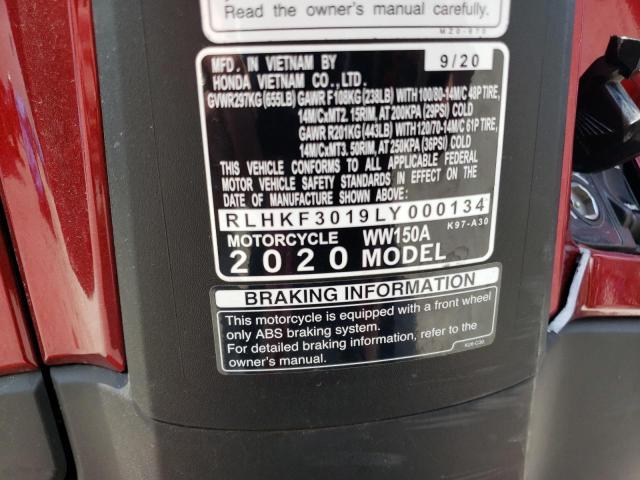 Read the owner's manual carefully.
MFD. IN VIETNAM BY 9/20
HONDA VIETNAM CO., LTD.
GVWR297KG (655LB) GAWR F108KG (238LB) WITH 100/80-14M/C 48P TIRE,
14M/CxMT2. 15RIM, AT 200KPA (29PSI) COLD
GAWR R201KG (443LB) WITH 120/70-14M/C 61P TIRE,
14M/CxMT3. 50RIM, AT 250KPA (36PSI) COLD
THIS VEHICLE CONFORMS TO ALL APPLICABLE FEDERAL
MOTOR VEHICLE SAFETY STANDARDS IN EFFECT ON THE
DATE OF MANUFACTURE SHOWN ABOVE.
RLHKF3019LY000134
K97-A30
MOTORCYCLE WW150A
2020 MODEL
BRAKING INFORMATION
This motorcycle is equipped with a front wheel
only ABS braking system.
For detailed braking information, refer to the
owner's manual.